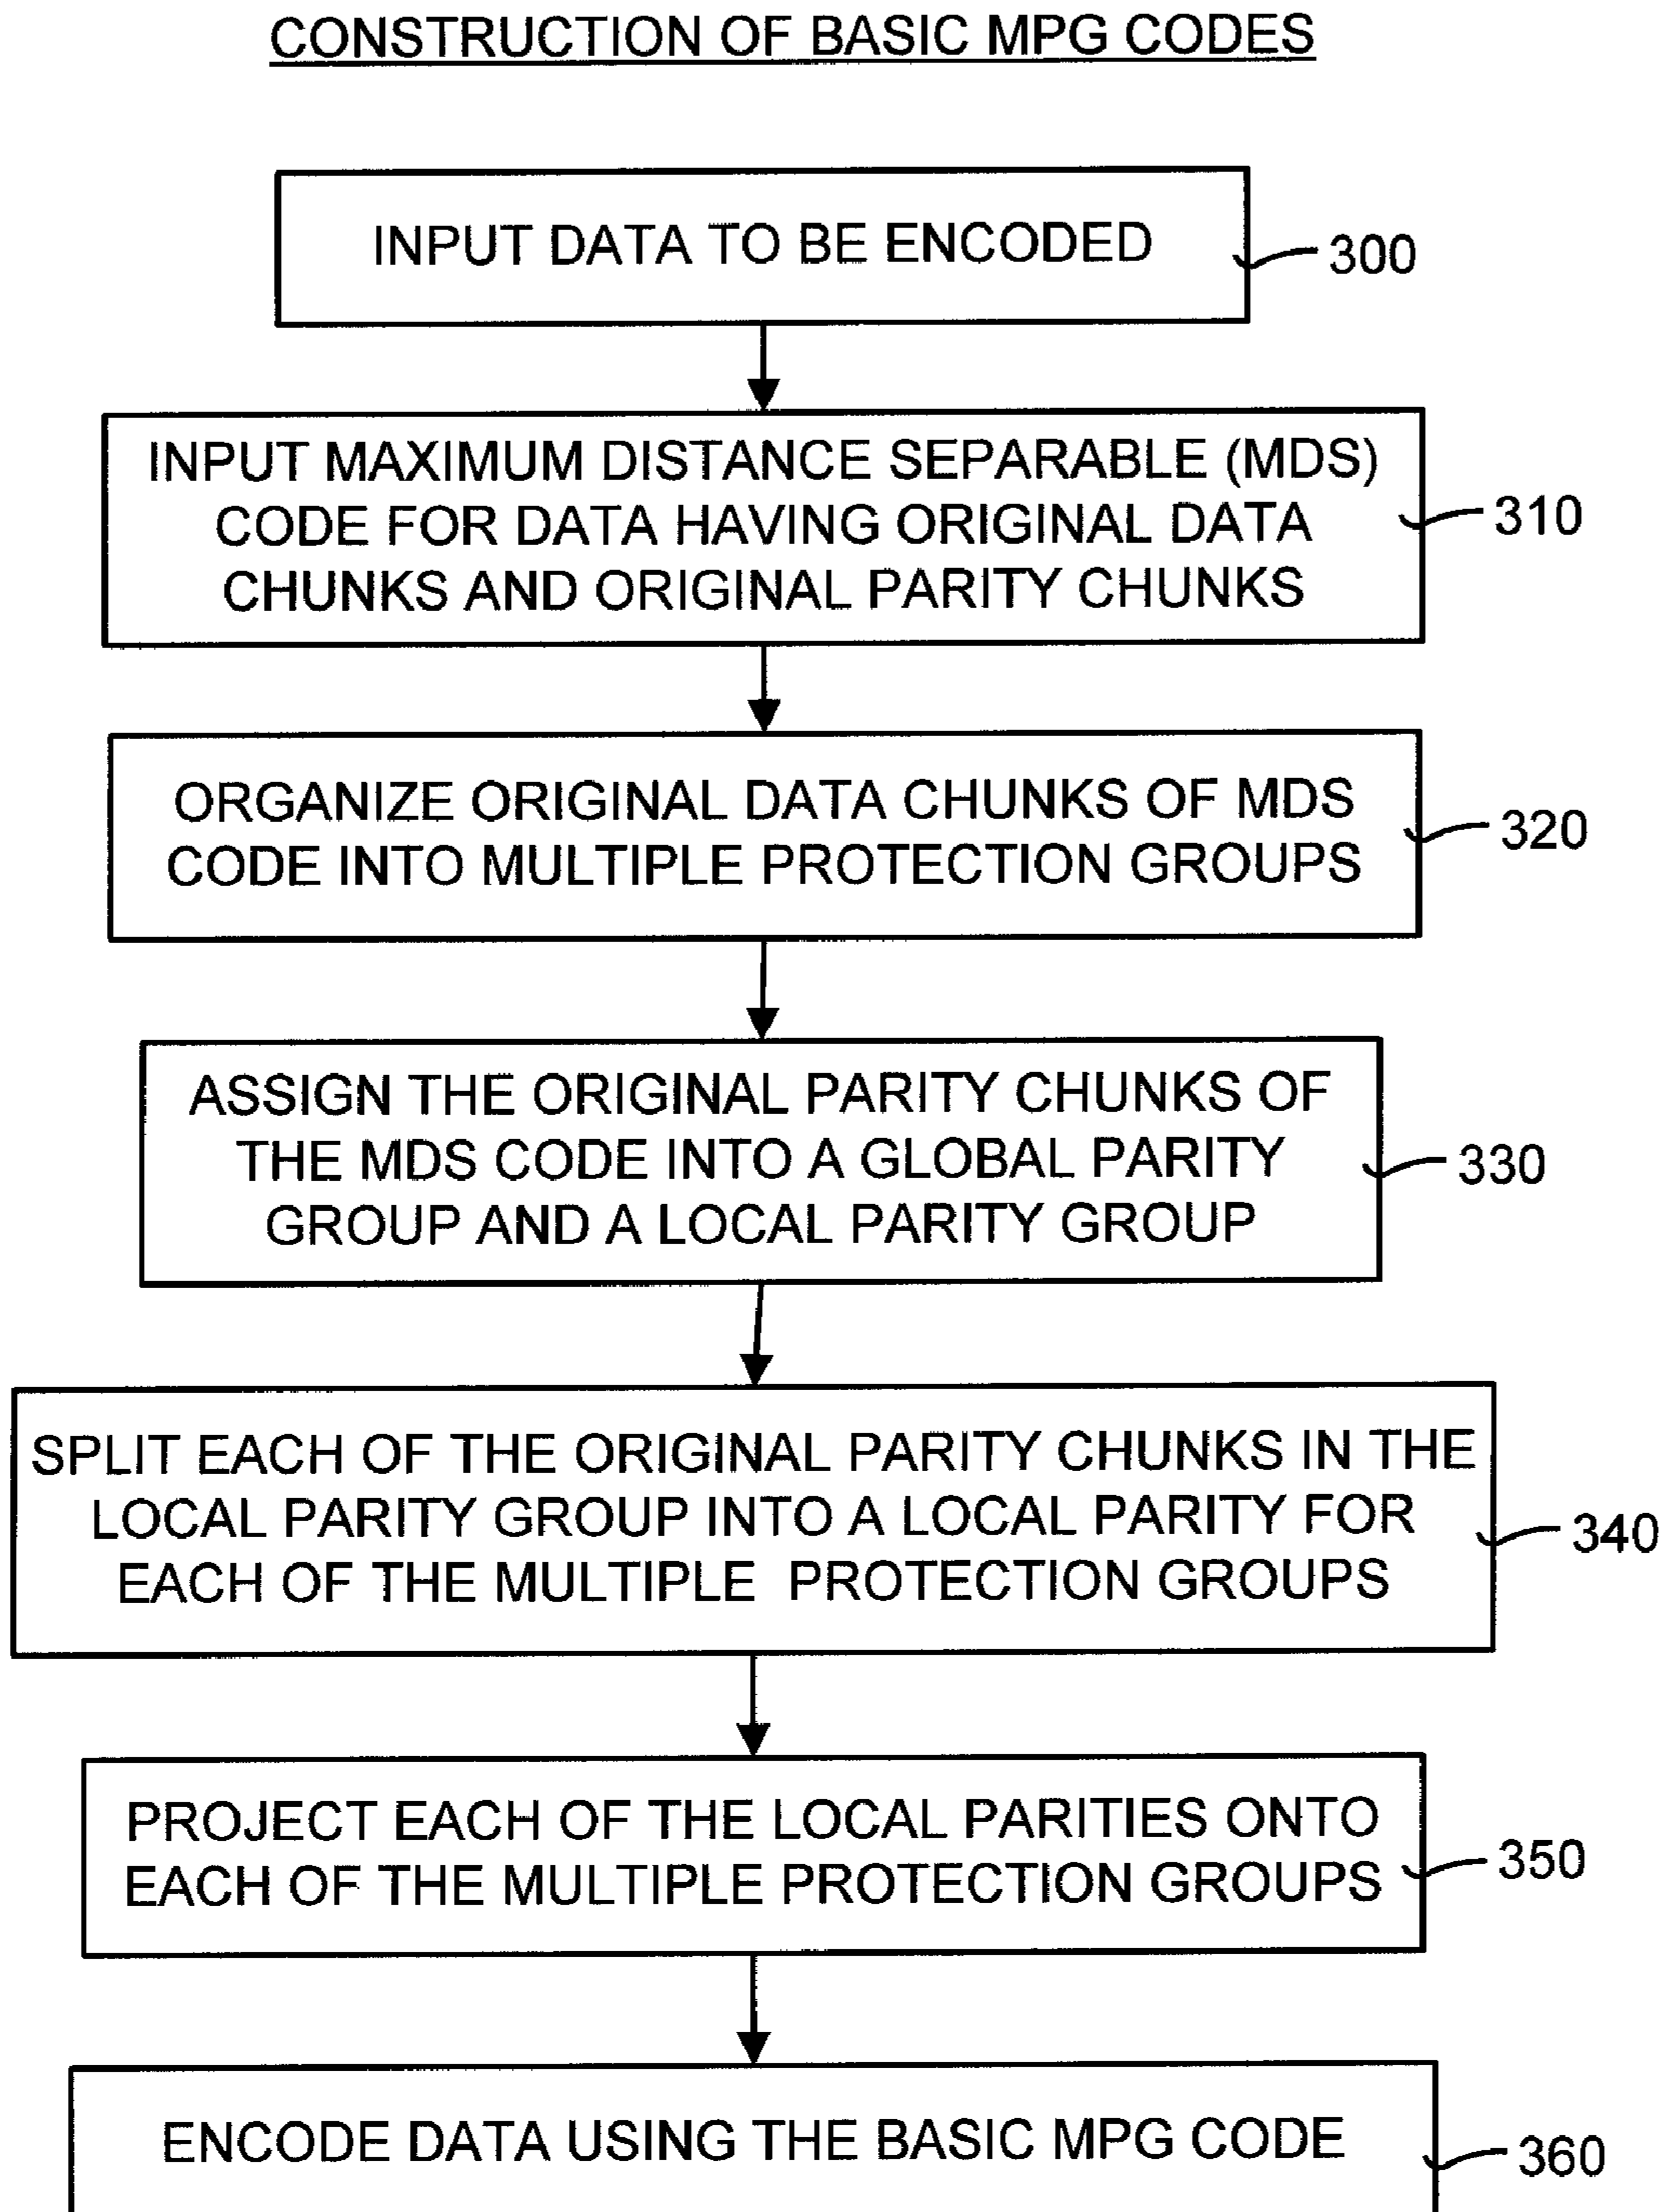 CONSTRUCTION OF BASIC MPG CODES
INPUT DATA TO BE ENCODED
300
INPUT MAXIMUM DISTANCE SEPARABLE (MDS)
CODE FOR DATA HAVING ORIGINAL DATA
CHUNKS AND ORIGINAL PARITY CHUNKS
310
ORGANIZE ORIGINAL DATA CHUNKS OF MDS
CODE INTO MULTIPLE PROTECTION GROUPS
320
ASSIGN THE ORIGINAL PARITY CHUNKS OF
THE MDS CODE INTO A GLOBAL PARITY
GROUP AND A LOCAL PARITY GROUP
330
SPLIT EACH OF THE ORIGINAL PARITY CHUNKS IN THE
LOCAL PARITY GROUP INTO A LOCAL PARITY FOR
EACH OF THE MULTIPLE PROTECTION GROUPS
340
PROJECT EACH OF THE LOCAL PARITIES ONTO
EACH OF THE MULTIPLE PROTECTION GROUPS
350
ENCODE DATA USING THE BASIC MPG CODE
360